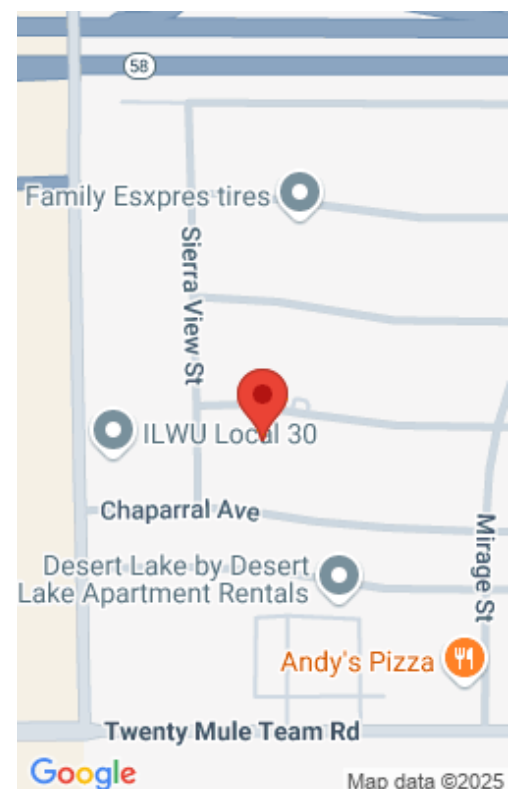 58
Family Esxpres tires
Sierra View St
ILWU Local 30
Chaparral Ave
Desert Lake by Desert
Lake Apartment Rentals
Mirage St
Andy's Pizza
Twenty Mule Team Rd
Google
Map data ©2025